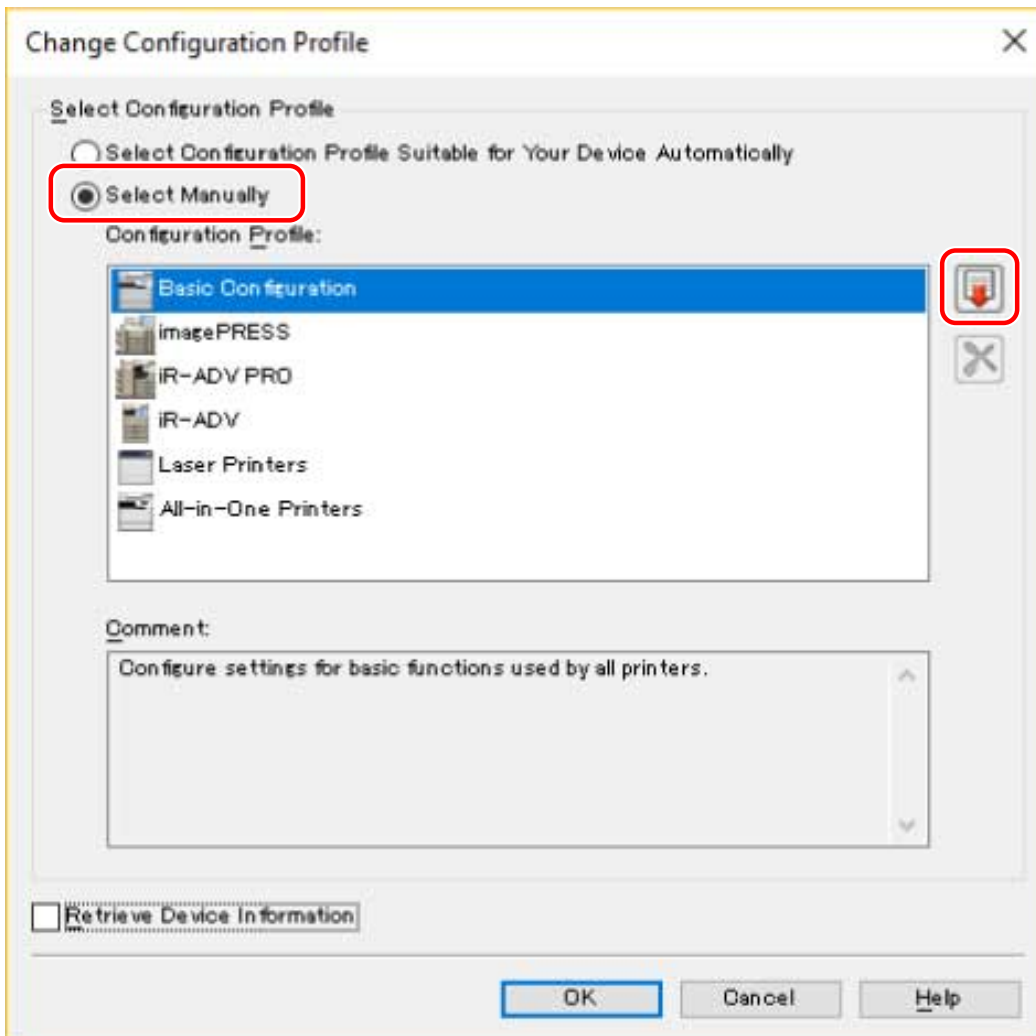 Change Configuration Profile
Select Configuration Profile
Select Configuration Profile Suitable for Your Device Automatically
Select Manually
Configuration Profile:
Basic Configuration
imagePRESS
iR-ADV PRO
iR-ADV
Laser Printers
All-in-One Printers
Comment:
Configure settings for basic functions used by all printers.
Retrieve Device Information
OK Cancel Help